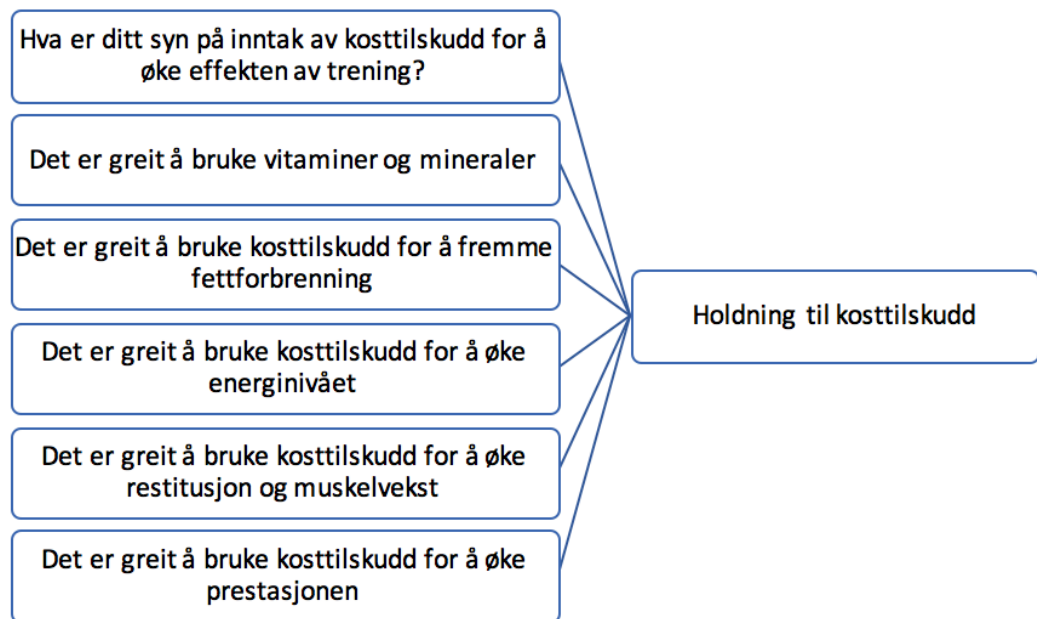 Hva er ditt syn på inntak av kosttilskudd for å
øke effekten av trening?
Det er greit å bruke vitaminer og mineraler
Det er greit å bruke kosttilskudd for å fremme
fettforbrenning
Det er greit å bruke kosttilskudd for å øke
energinivået
Det er greit å bruke kosttilskudd for å øke
restitusjon og muskelvekst
Det er greit å bruke kosttilskudd for å øke
prestasjonen
Holdning til kosttilskudd